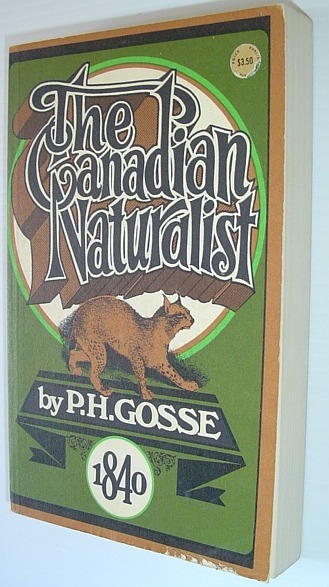 $3.50
The
Canadian
Naturalist
by P.H.GOSSE
1840